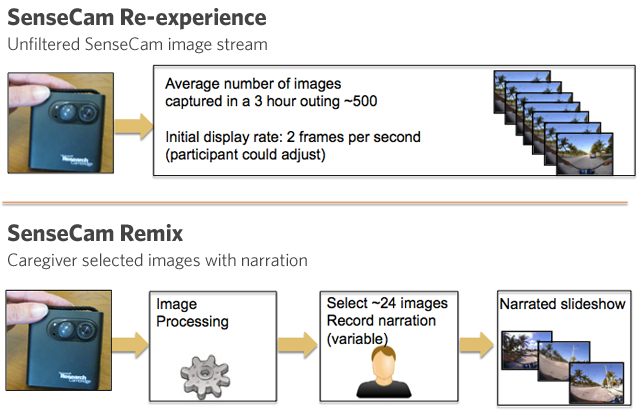 SenseCam Re-experience
Unfiltered SenseCam image stream
Average number of images
captured in a 3 hour outing ~500
Initial display rate: 2 frames per second
(participant could adjust)
Research
Cambridge
SenseCam Remix
Caregiver selected images with narration
Image
Processing
Select ~24 images
Record narration
(variable)
Narrated slideshow
Research
Cambridge